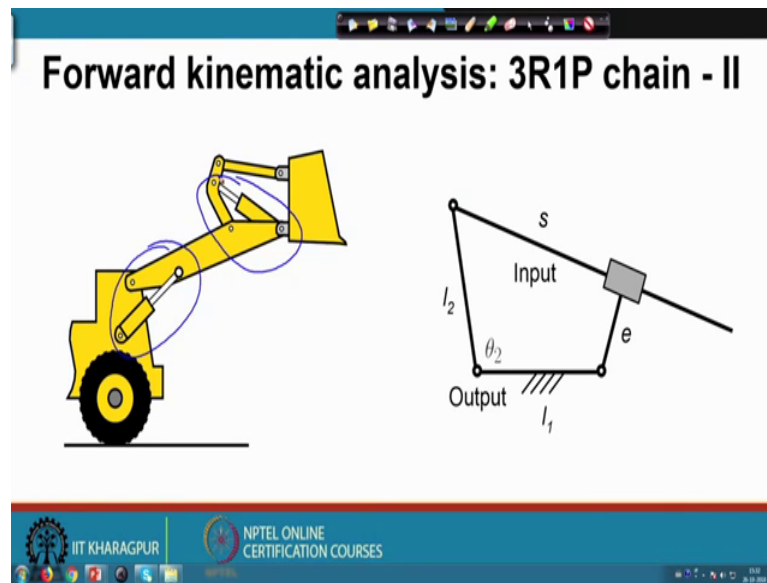 Forward kinematic analysis: 3R1P chain - II
s
Input
l2
θ2
e
Output
l1
IIT KHARAGPUR
NPTEL ONLINE
CERTIFICATION COURSES